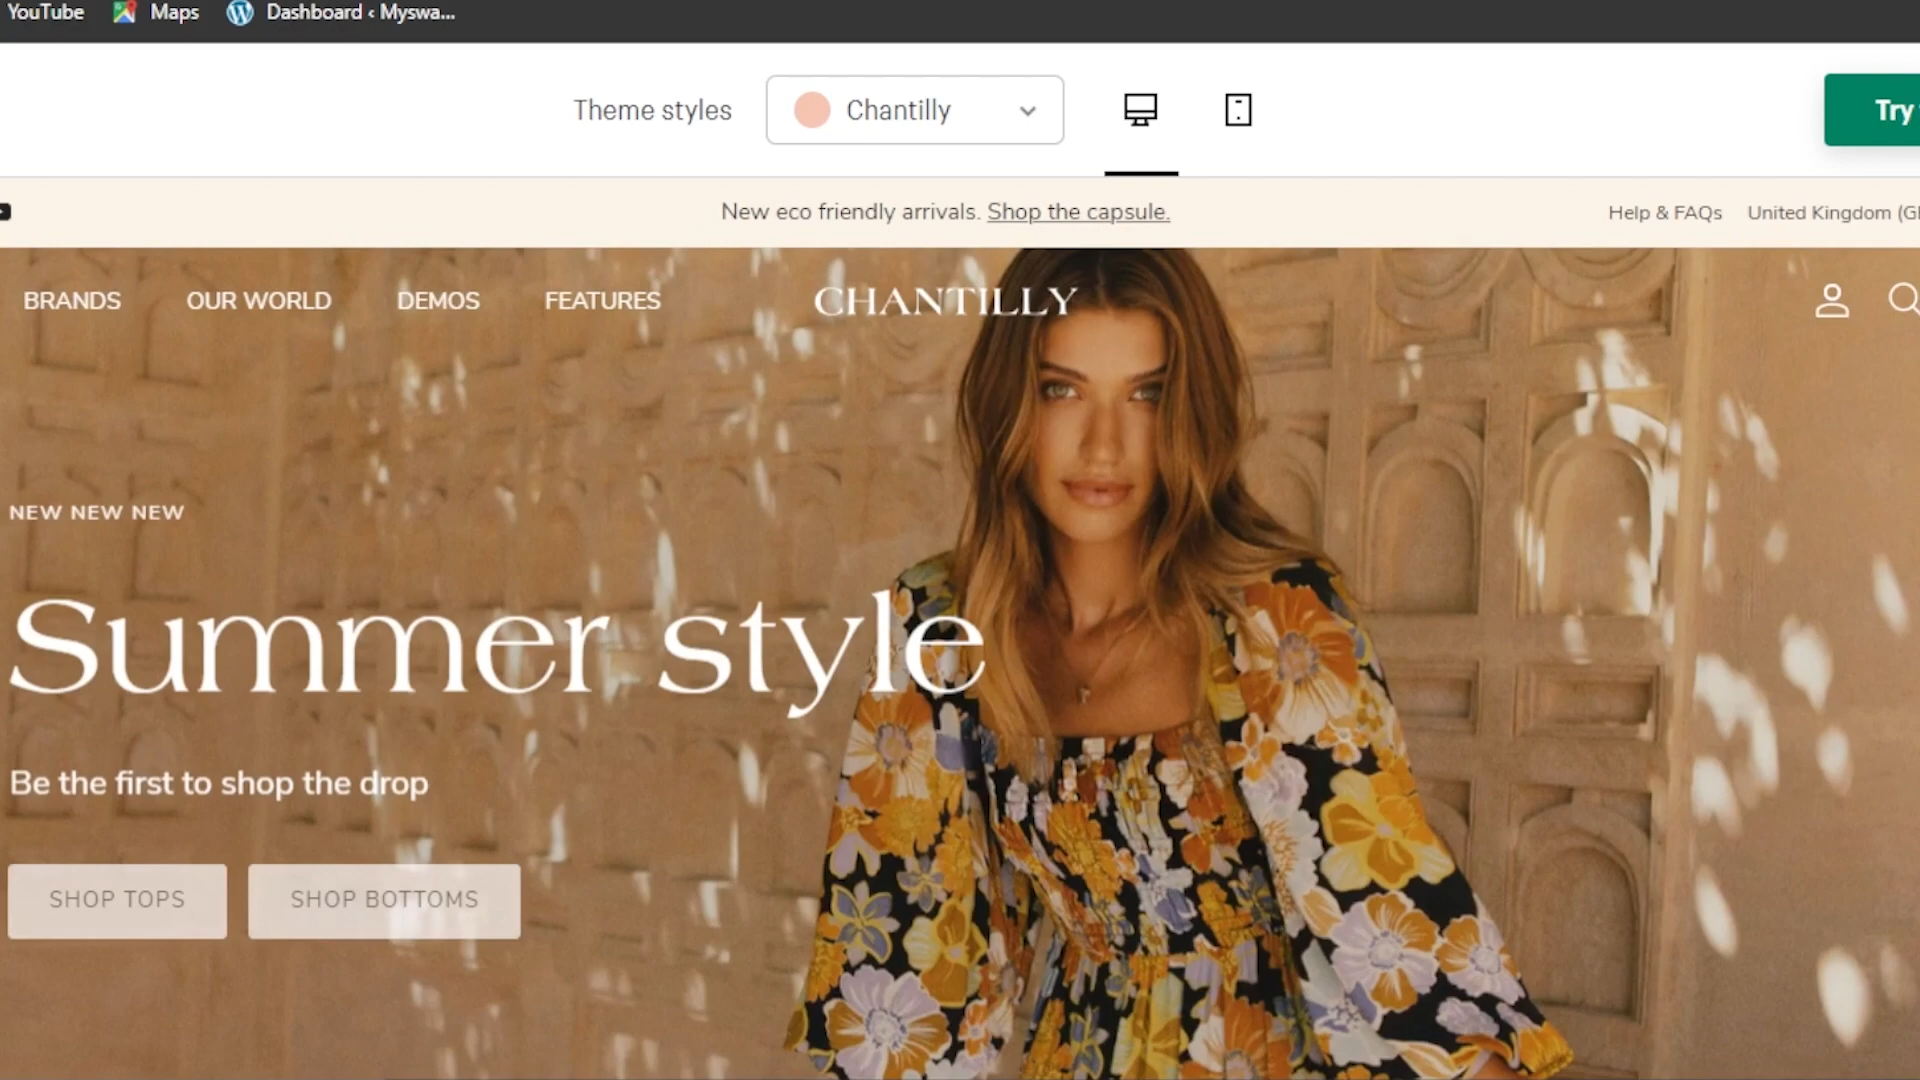 YouTube Maps Dashboard ‹ Myswa...
Theme styles Chantilly Try
New eco friendly arrivals. Shop the capsule. Help & FAQs United Kingdom (G
BRANDS OUR WORLD DEMOS FEATURES CHANTILLY
NEW NEW NEW
Summer style
Be the first to shop the drop
SHOP TOPS SHOP BOTTOMS